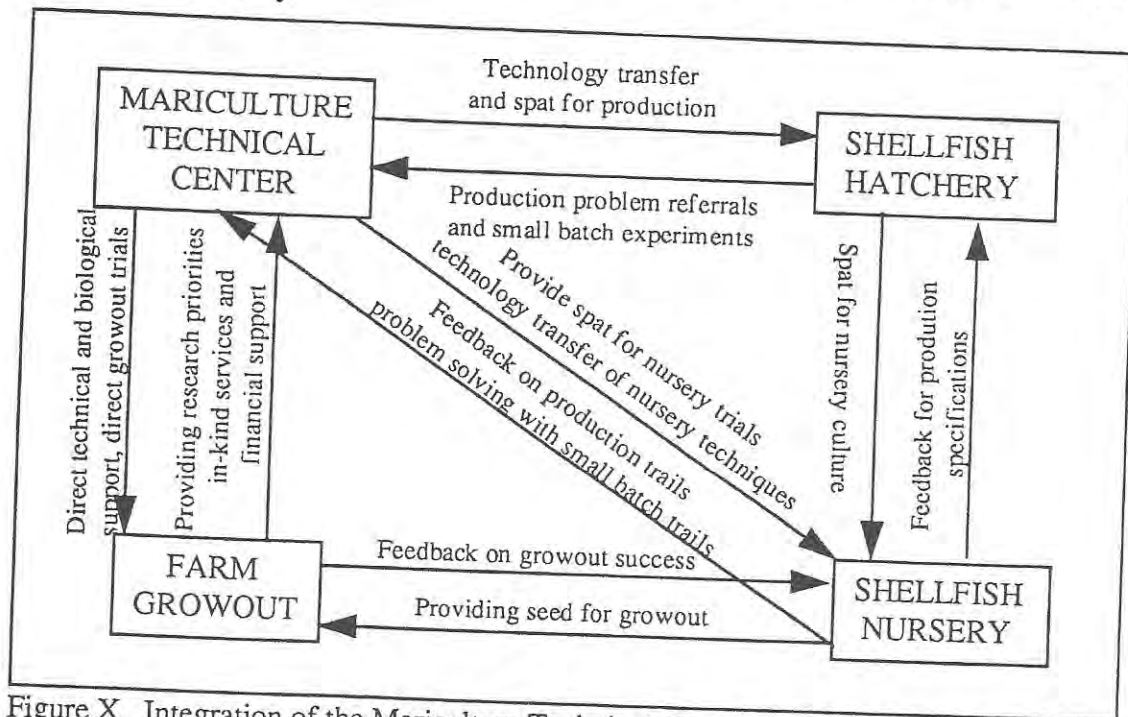 Technology transfer
and spat for production
MARICULTURE
TECHNICAL
CENTER
SHELLFISH
HATCHERY
Production problem referrals
and small batch experiments
Direct technical and biological
support, direct growout trials
Providing research priorities
in-kind services and
financial support
Provide spat for nursery trials
technology transfer of nursery techniques
Feedback on production trails
problem solving with small batch trails
Spat for nursery culture
Feedback for production
specifications
FARM
GROWOUT
Feedback on growout success
Providing seed for growout
SHELLFISH
NURSERY
Figure X. Integration of the Mariculture